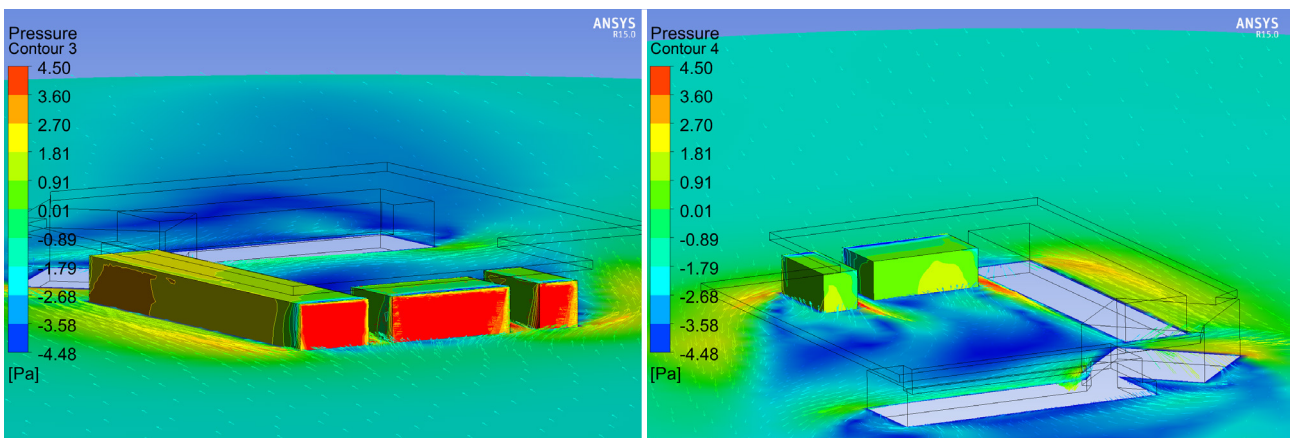 ANSYS
R15.0
Pressure
Contour 3
4.50
3.60
2.70
1.81
0.91
0.01
-0.89
-1.79
-2.68
-3.58
-4.48
[Pa]
ANSYS
R15.0
Pressure
Contour 4
4.50
3.60
2.70
1.81
0.91
0.01
-0.89
-1.79
-2.68
-3.58
-4.48
[Pa]